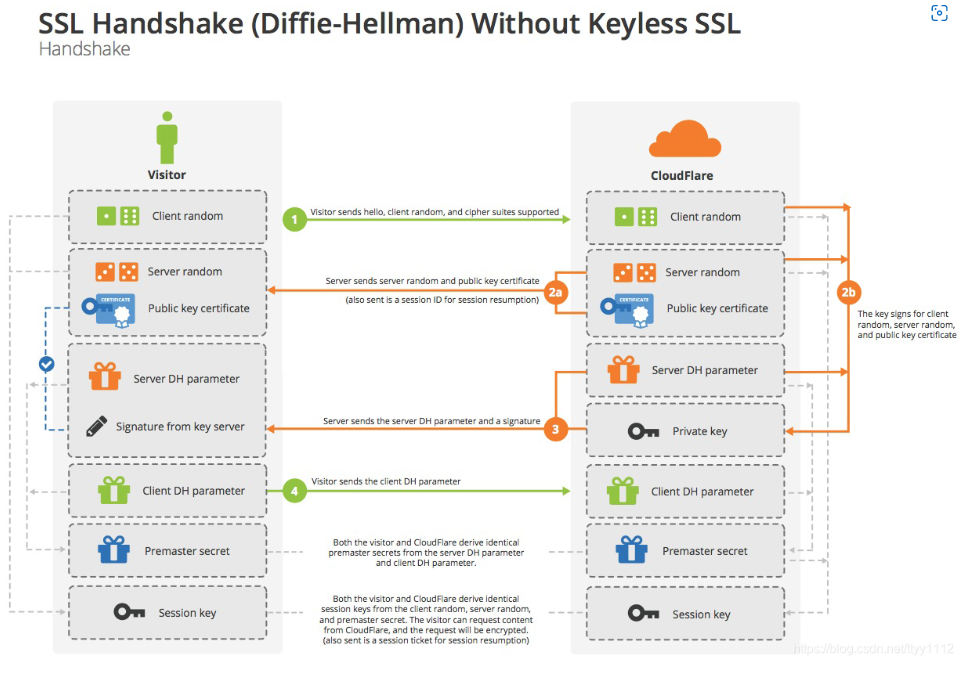 SSL Handshake (Diffie-Hellman) Without Keyless SSL
Handshake
Visitor
Client random
Server random
CERTIFICATE
Public key certificate
Server DH parameter
Signature from key server
Client DH parameter
Premaster secret
Session key
1
Visitor sends hello, client random, and cipher suites supported
Server sends server random and public key certificate
(also sent is a session ID for session resumption)
2a
Server sends the server DH parameter and a signature
3
4
Visitor sends the client DH parameter
Both the visitor and CloudFlare derive identical
premaster secrets from the server DH parameter
and client DH parameter.
Both the visitor and CloudFlare derive identical
session keys from the client random, server random,
and premaster secret. The visitor can request content
from CloudFlare, and the request will be encrypted.
(also sent is a session ticket for session resumption)
CloudFlare
Client random
Server random
CERTIFICATE
Public key certificate
Server DH parameter
Private key
Client DH parameter
Premaster secret
Session key
2b
The key signs for client
random, server random,
and public key certificate
https://blog.csdn.net/ityy1112